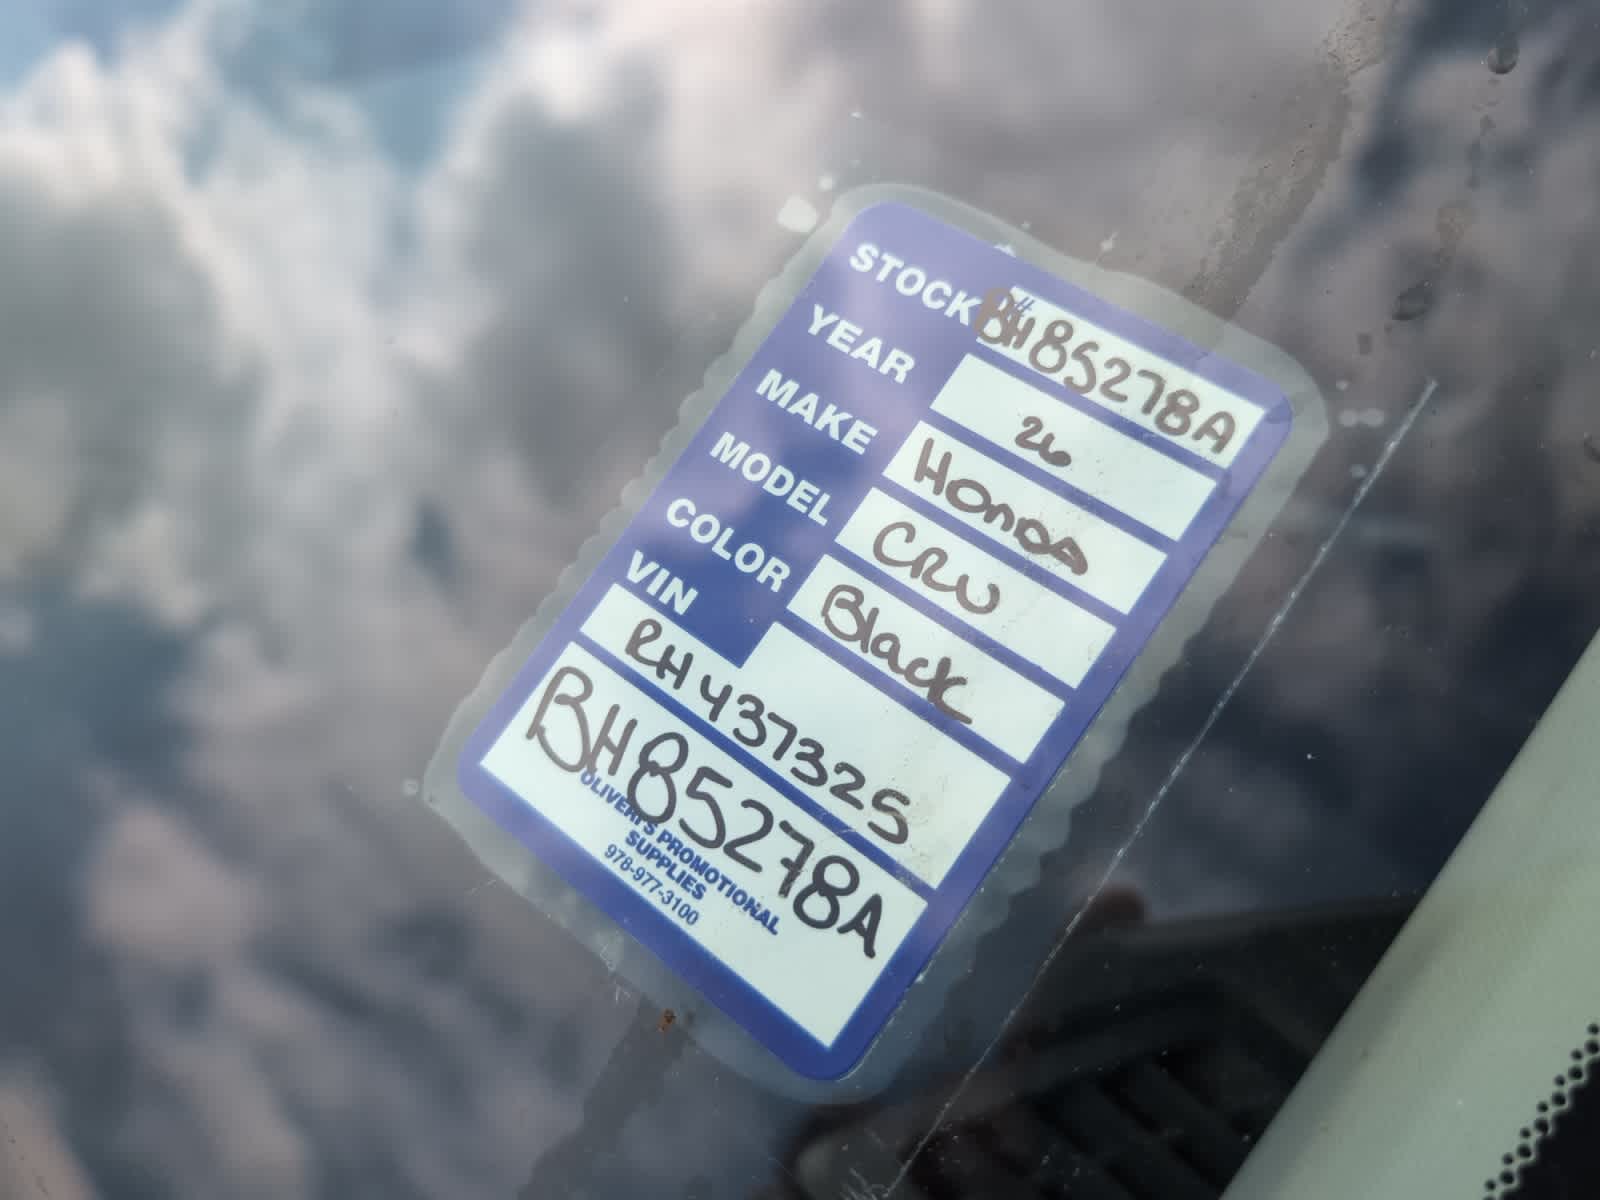 STOCK # BH85278A
YEAR 26
MAKE HonDA
MODEL CRV
COLOR Black
VIN
RH437325
BH85278A
OLIVER'S PROMOTIONAL
SUPPLIES
978-977-3100